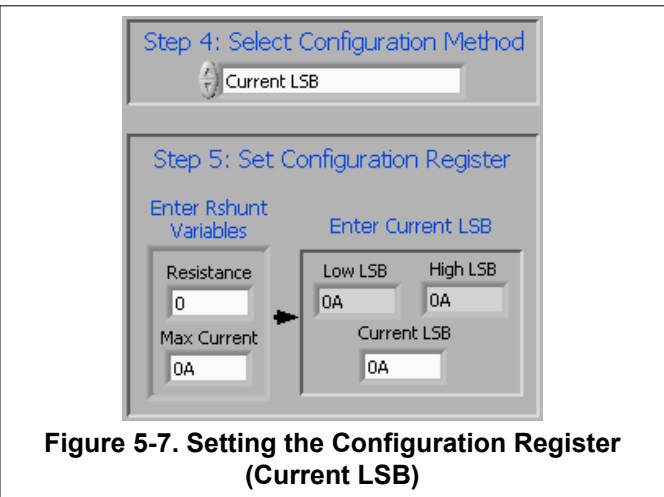 Step 4: Select Configuration Method
Current LSB
Step 5: Set Configuration Register
Enter Rshunt
Variables
Resistance
0
Max Current
0A
Enter Current LSB
Low LSB
0A
High LSB
0A
Current LSB
0A
Figure 5-7. Setting the Configuration Register
(Current LSB)